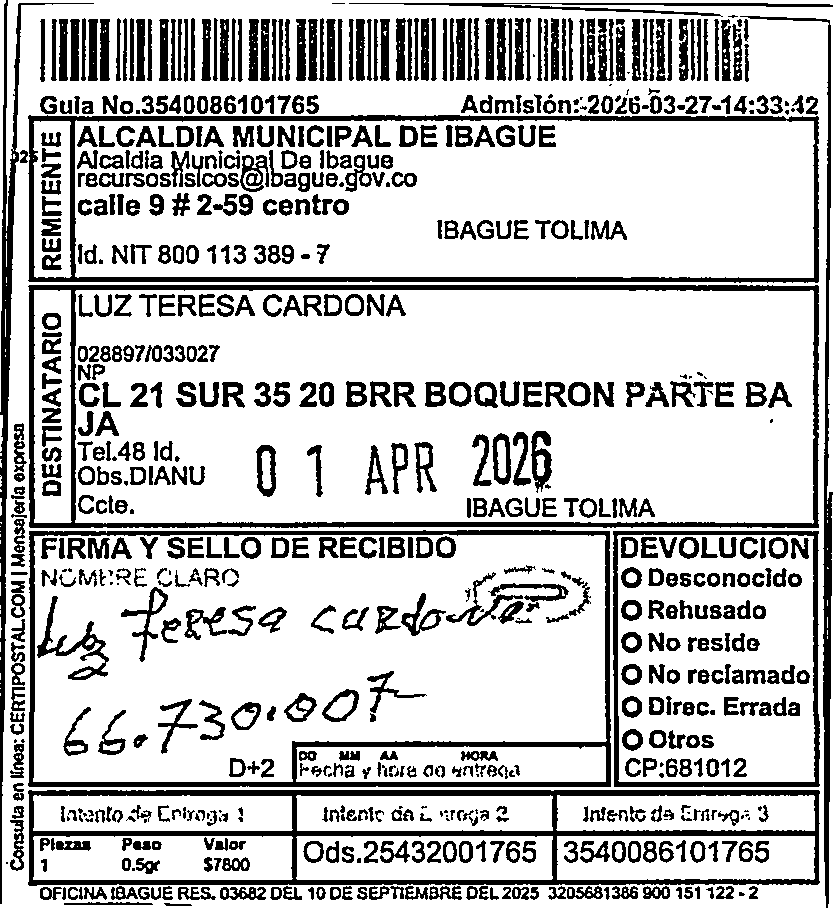 Guia No.3540086101765 Admisión:-2026-03-27-14:33:42
REMITENTE
ALCALDIA MUNICIPAL DE IBAGUE
Alcaldia Municipal De Ibague
recursosfisicos@ibague.gov.co
calle 9 # 2-59 centro
IBAGUE TOLIMA
Id. NIT 800 113 389 - 7
DESTINATARIO
LUZ TERESA CARDONA
028897/033027
NP
CL 21 SUR 35 20 BRR BOQUERON PARTE BA
JA
Tel.48 Id.
Obs.DIANU
Ccte.
01 APR 2026
IBAGUE TOLIMA
Consulta en línea: CERTIPOSTAL.COM | Mensajería expresa
FIRMA Y SELLO DE RECIBIDO
NOMBRE CLARO
Luz Teresa Cardona
66.730.007
D+2
DD MM AA HORA
Fecha y hora de entrega
DEVOLUCION
Desconocido
Rehusado
No reside
No reclamado
Direc. Errada
Otros
CP:681012
Intento de Entrega 1 Intento de Entrega 2 Intento de Entrega 3
Piezas Peso Valor
1 0.5gr $7800
Ods.25432001765 3540086101765
OFICINA IBAGUE RES. 03682 DEL 10 DE SEPTIEMBRE DEL 2025 3205681386 900 151 122 - 2